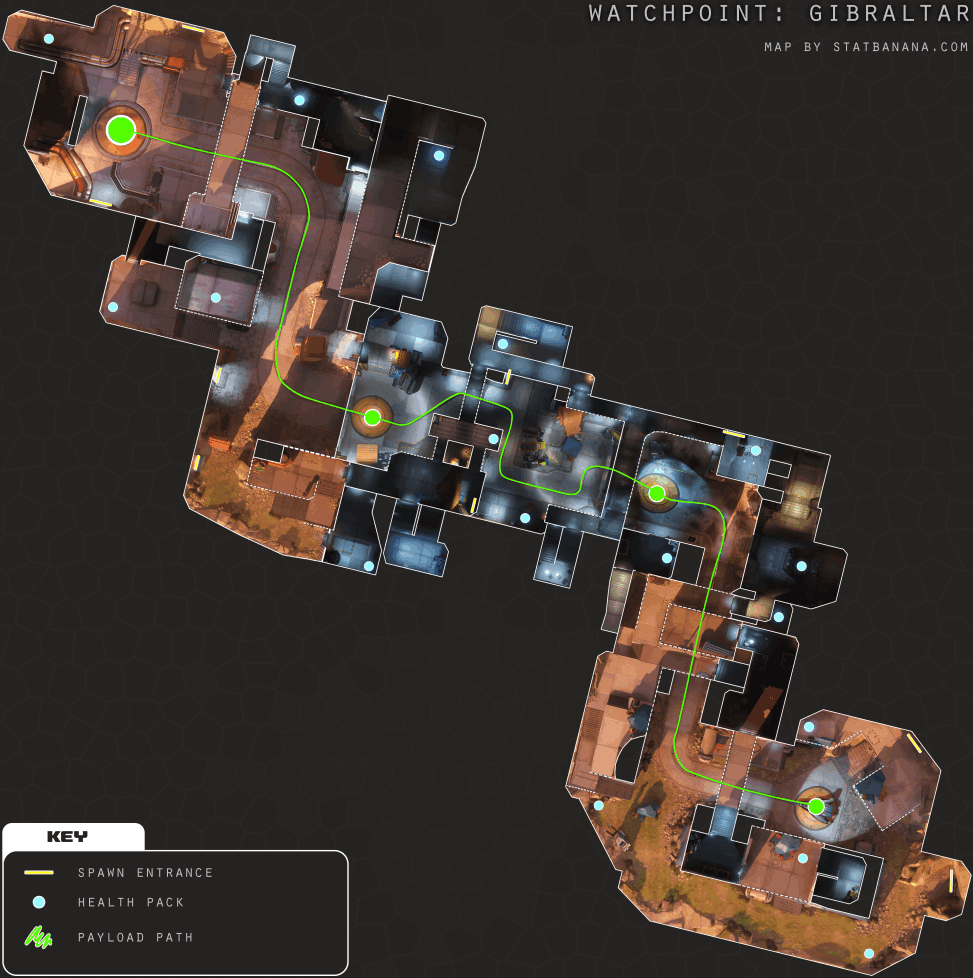 WATCHPOINT: GIBRALTAR
MAP BY STATBANANA.COM
KEY
SPAWN ENTRANCE
HEALTH PACK
PAYLOAD PATH